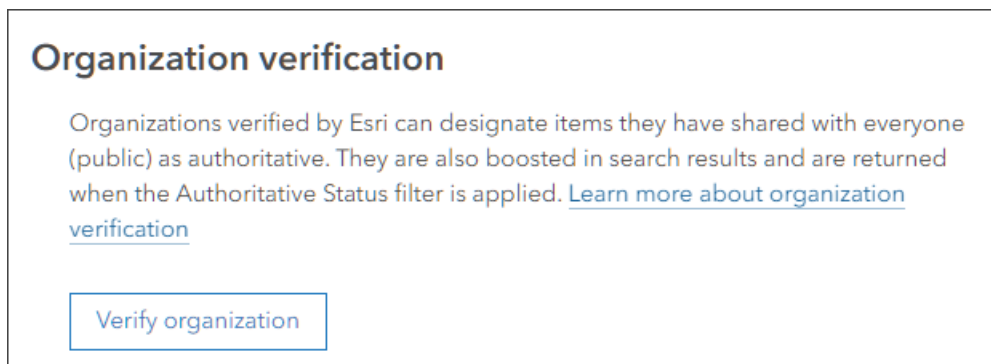 Organization verification
Organizations verified by Esri can designate items they have shared with everyone
(public) as authoritative. They are also boosted in search results and are returned
when the Authoritative Status filter is applied. Learn more about organization
verification
Verify organization